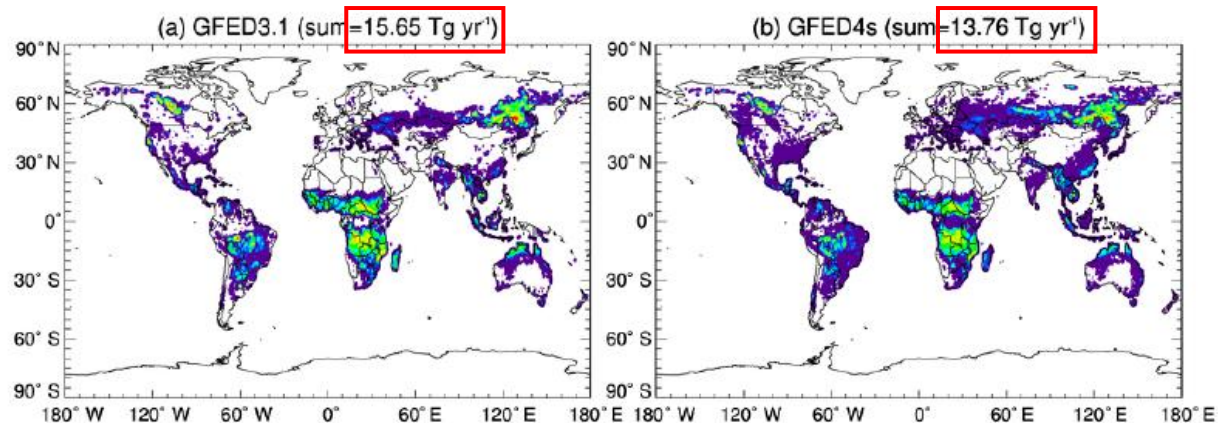 (a) GFED3.1 (sum=15.65 Tg yr⁻¹)
(b) GFED4s (sum=13.76 Tg yr⁻¹)
90° N
60° N
30° N
0°
30° S
60° S
90° S
180° W 120° W 60° W 0° 60° E 120° E 180° E
90° N
60° N
30° N
0°
30° S
60° S
90° S
180° W 120° W 60° W 0° 60° E 120° E 180° E